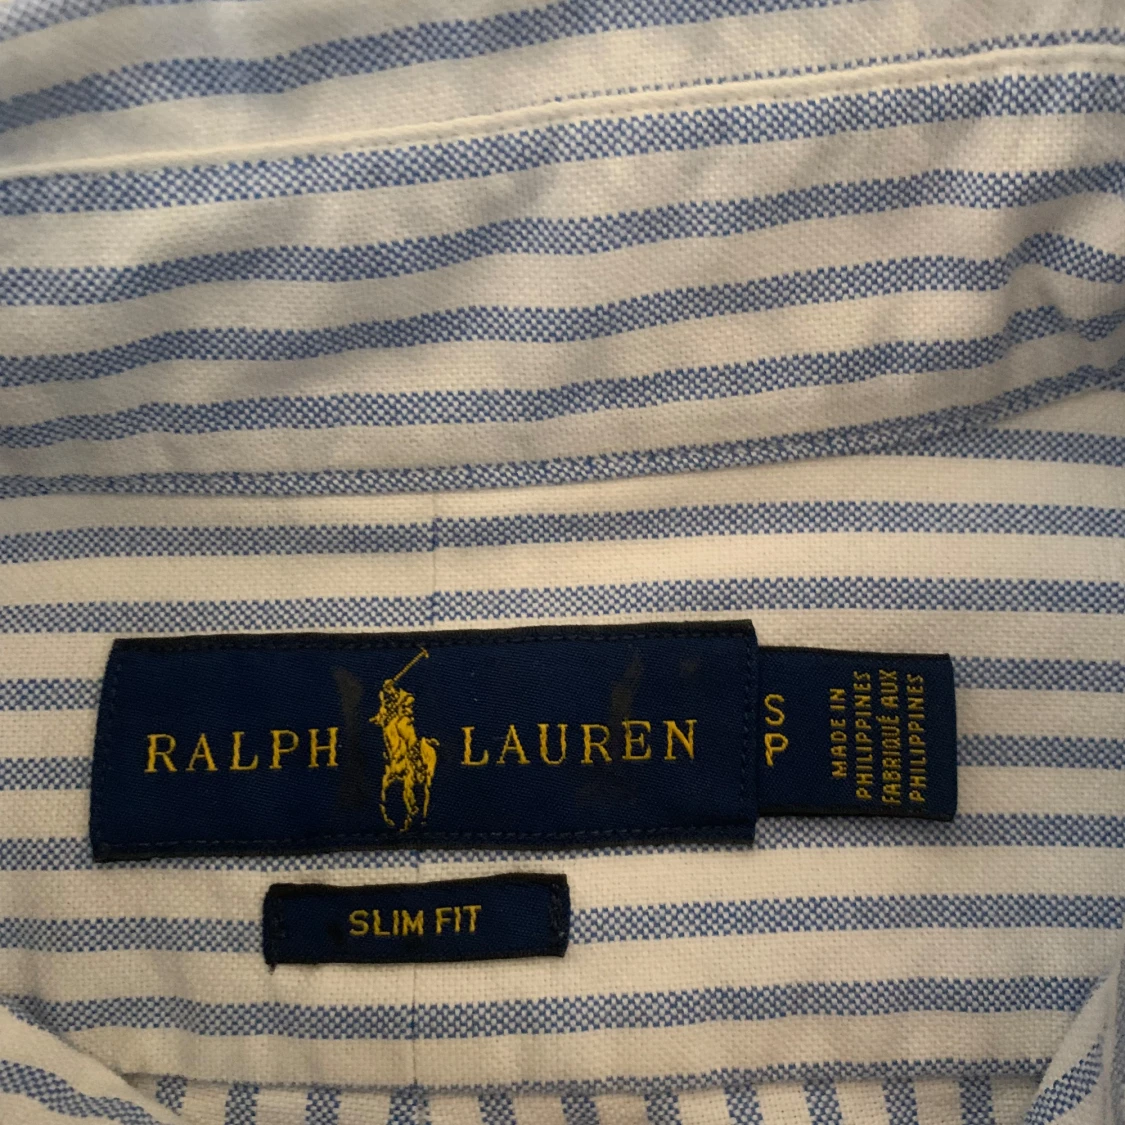 RALPH LAUREN
S
P
MADE IN
PHILIPPINES
FABRIQUÉ AUX
PHILIPPINES
SLIM FIT